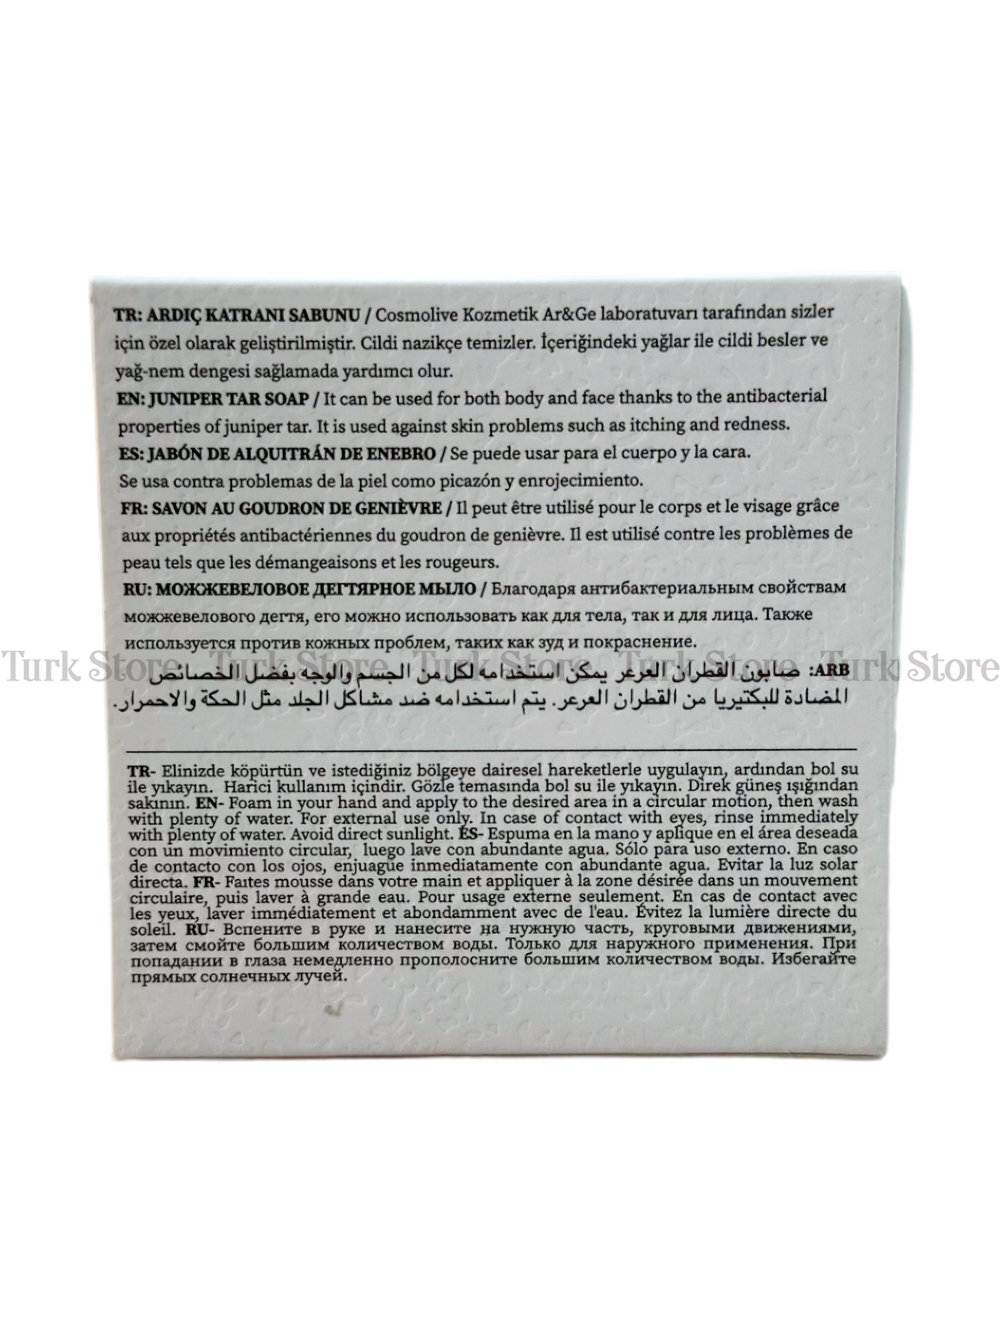 TR: ARDIÇ KATRANI SABUNU / Cosmolive Kozmetik Ar&Ge laboratuvarı tarafından sizler
için özel olarak geliştirilmiştir. Cildi nazikçe temizler. İçeriğindeki yağlar ile cildi besler ve
yağ-nem dengesi sağlamada yardımcı olur.
EN: JUNIPER TAR SOAP / It can be used for both body and face thanks to the antibacterial
properties of juniper tar. It is used against skin problems such as itching and redness.
ES: JABÓN DE ALQUITRÁN DE ENEBRO / Se puede usar para el cuerpo y la cara.
Se usa contra problemas de la piel como picazón y enrojecimiento.
FR: SAVON AU GOUDRON DE GENIÈVRE / Il peut être utilisé pour le corps et le visage grâce
aux propriétés antibactériennes du goudron de genièvre. Il est utilisé contre les problèmes de
peau tels que les démangeaisons et les rougeurs.
RU: МОЖЖЕВЕЛОВОЕ ДЕГТЯРНОЕ МЫЛО / Благодаря антибактериальным свойствам
можжевелового дегтя, его можно использовать как для тела, так и для лица. Также
используется против кожных проблем, таких как зуд и покраснение.
Turk Store Turk Store Turk Store Turk Store Turk Store
ARB: صابون القطران العرعر يمكن استخدامه لكل من الجسم والوجه بفضل الخصائص
المضادة للبكتيريا من القطران العرعر. يتم استخدامه ضد مشاكل الجلد مثل الحكة والاحمرار.
TR- Elinizde köpürtün ve istediğiniz bölgeye dairesel hareketlerle uygulayın, ardından bol su
ile yıkayın. Harici kullanım içindir. Gözle temasında bol su ile yıkayın. Direk güneş ışığından
sakının. EN- Foam in your hand and apply to the desired area in a circular motion, then wash
with plenty of water. For external use only. In case of contact with eyes, rinse immediately
with plenty of water. Avoid direct sunlight. ES- Espuma en la mano y aplique en el área deseada
con un movimiento circular, luego lave con abundante agua. Sólo para uso externo. En caso
de contacto con los ojos, enjuague inmediatamente con abundante agua. Evitar la luz solar
directa. FR- Faites mousse dans votre main et appliquer à la zone désirée dans un mouvement
circulaire, puis laver à grande eau. Pour usage externe seulement. En cas de contact avec
les yeux, laver immédiatement et abondamment avec de l'eau. Évitez la lumière directe du
soleil. RU- Вспените в руке и нанесите на нужную часть, круговыми движениями,
затем смойте большим количеством воды. Только для наружного применения. При
попадании в глаза немедленно прополосните большим количеством воды. Избегайте
прямых солнечных лучей.